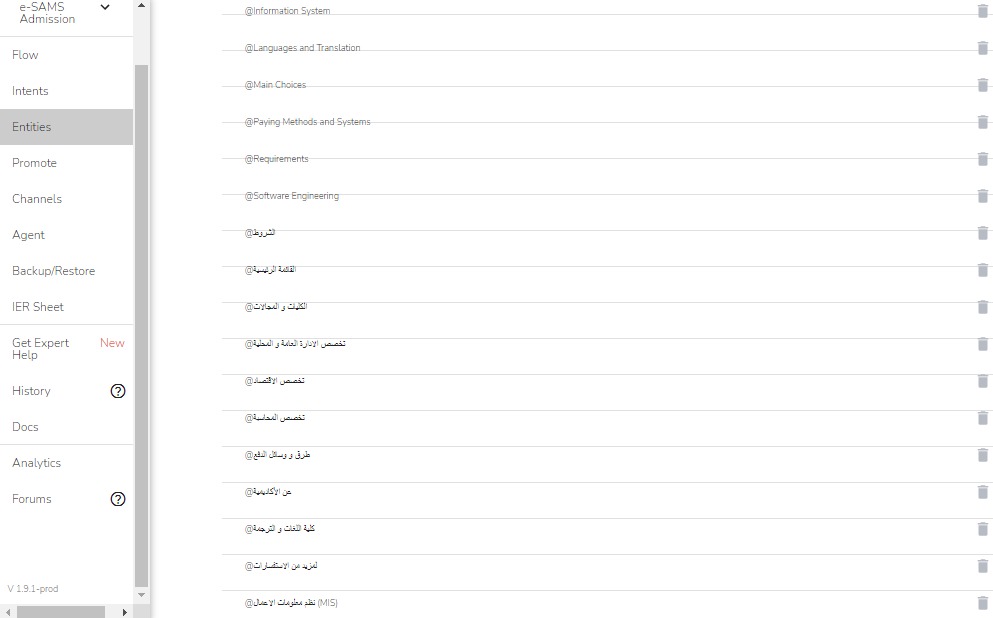 e-SAMS
Admission
Flow
Intents
Entities
Promote
Channels
Agent
Backup/Restore
IER Sheet
Get Expert
Help
New
History
Docs
Analytics
Forums
V 1.9.1-prod
@Information System
@Languages and Translation
@Main Choices
@Paying Methods and Systems
@Requirements
@Software Engineering
@الشروط
@القائمة الرئيسية
@الكليات و المجالات
@تخصص الادارة العامة و المحلية
@تخصص الاقتصاد
@تخصص المحاسبة
@طرق و وسائل الدفع
@عن الأكاديمية
@كلية اللغات و الترجمة
@لمزيد من الاستفسارات
@نظم معلومات الاعمال (MIS)